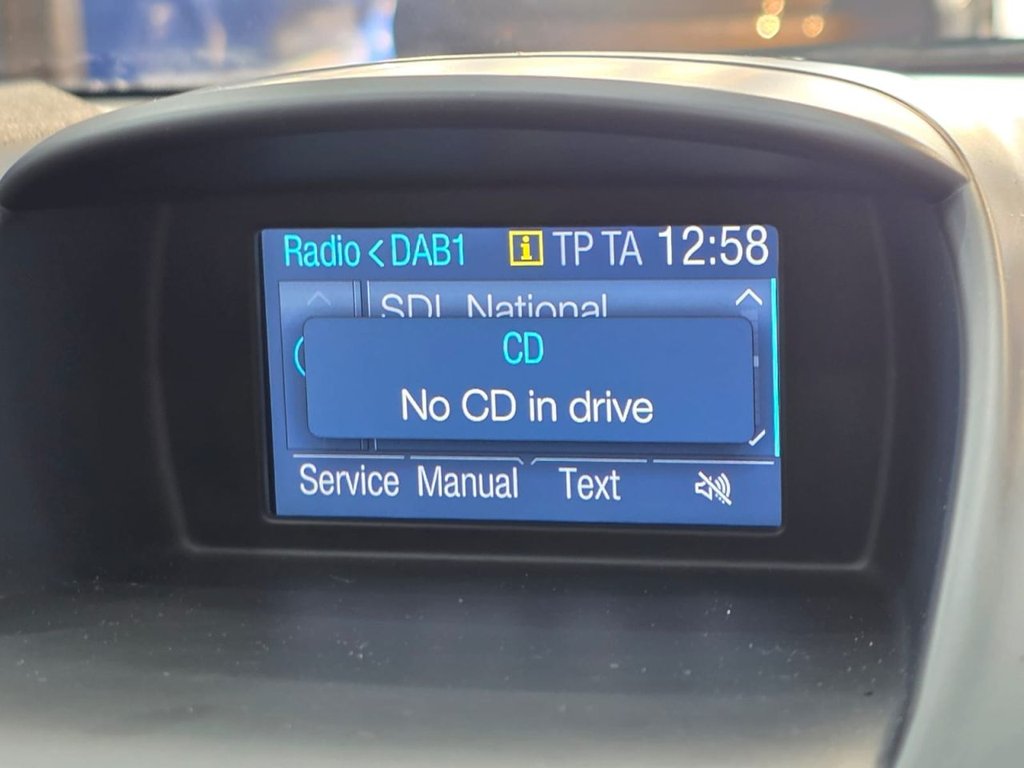 Radio < DAB1 i TP TA 12:58
SDL National
CD
No CD in drive
Service Manual Text